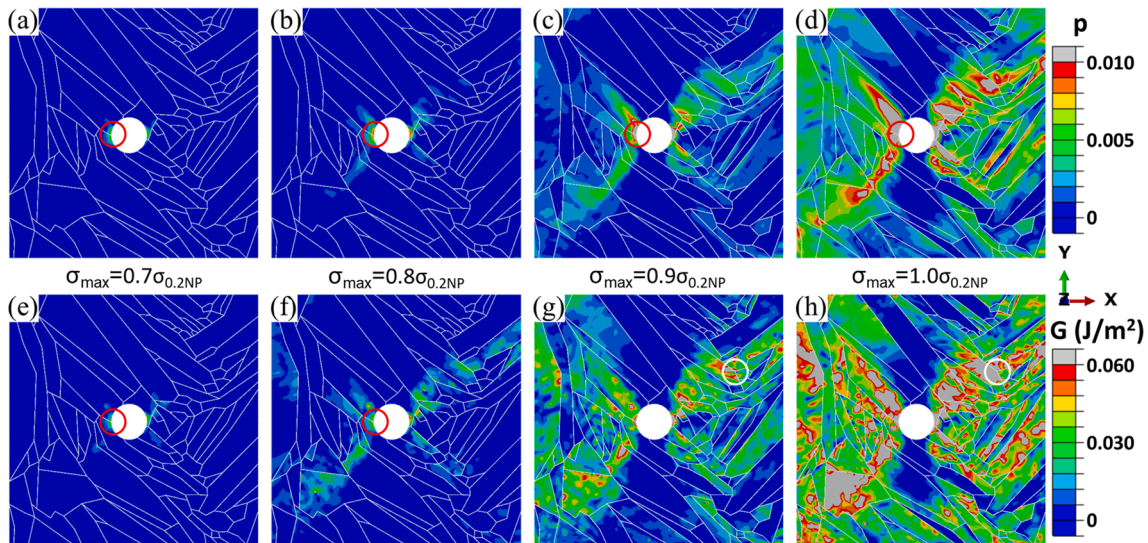 (a) (b) (c) (d) p
0.010
0.005
0
σmax=0.7σ0.2NP σmax=0.8σ0.2NP σmax=0.9σ0.2NP σmax=1.0σ0.2NP
Y
Z X
(e) (f) (g) (h) G (J/m²)
0.060
0.030
0